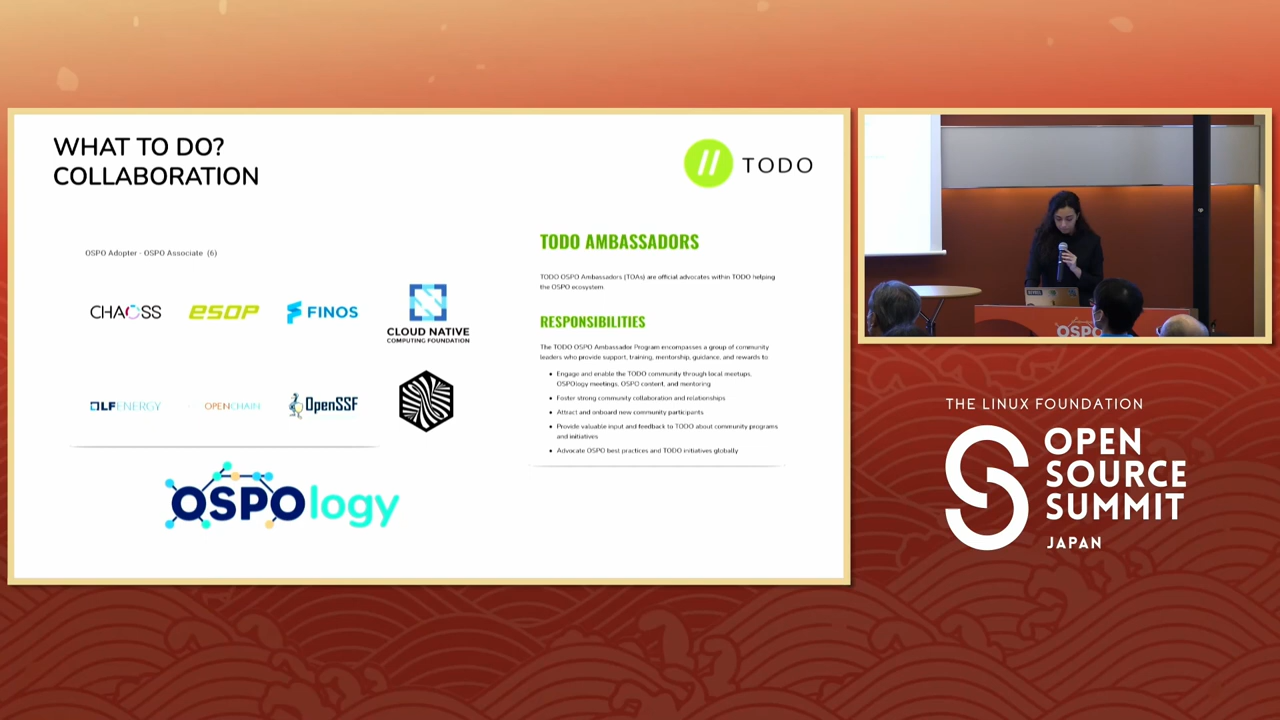 WHAT TO DO?
COLLABORATION
TODO
OSPO Adopter - OSPO Associate (6)
CHAOSS
ESOP
FINOS
CLOUD NATIVE
COMPUTING FOUNDATION
LF ENERGY
OPENCHAIN
OpenSSF
OSPOlogy
TODO AMBASSADORS
TODO OSPO Ambassadors (TOAs) are official advocates within TODO helping
the OSPO ecosystem
RESPONSIBILITIES
The TODO OSPO Ambassador Program encompasses a group of community
leaders who provide support, training, mentorship, guidance, and rewards to:
• Engage and enable the TODO community through local meetups,
OSPOlogy meetings, OSPO content, and mentoring
• Foster strong community collaboration and relationships
• Attract and onboard new community participants
• Provide valuable input and feedback to TODO about community programs
and initiatives
• Advocate OSPO best practices and TODO initiatives globally
OSPO
THE LINUX FOUNDATION
OPEN
SOURCE
SUMMIT
JAPAN